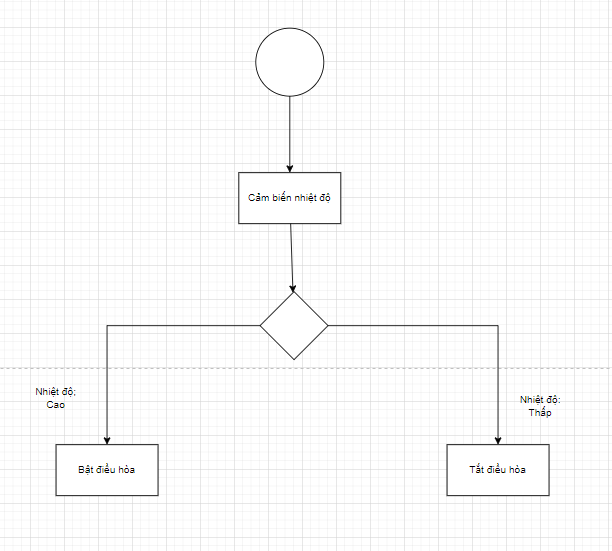 Cảm biến nhiệt độ
Nhiệt độ:
Cao
Nhiệt độ:
Thấp
Bật điều hòa
Tắt điều hòa